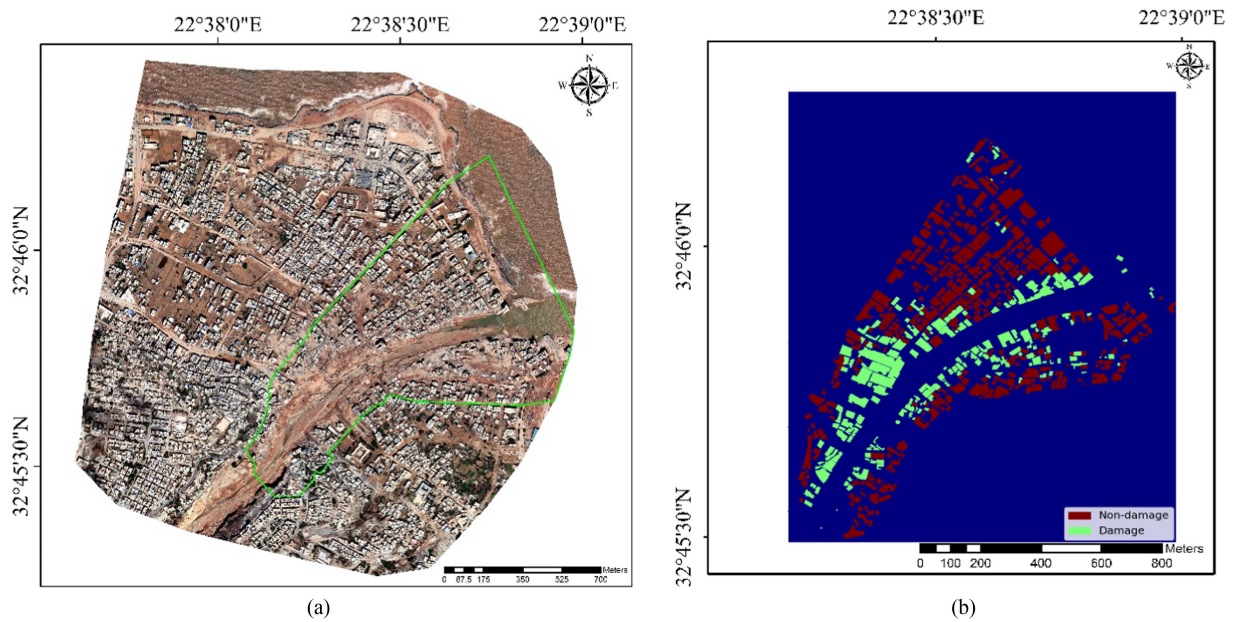 22°38'0"E 22°38'30"E 22°39'0"E
32°46'0"N
32°45'30"N
N
W E
S
Meters
0 87.5 175 350 525 700
(a)
22°38'30"E 22°39'0"E
32°46'0"N
32°45'30"N
N
W E
S
Non-damage
Damage
Meters
0 100 200 400 600 800
(b)